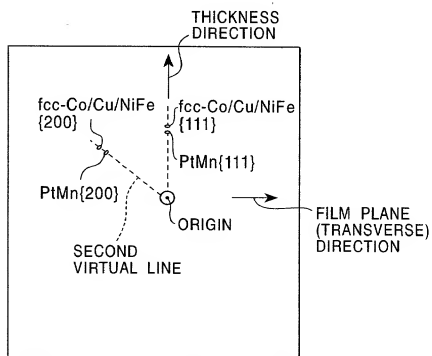 THICKNESS
DIRECTION
fcc-Co/Cu/NiFe
{200}
fcc-Co/Cu/NiFe
{111}
PtMn{111}
PtMn{200}
ORIGIN
FILM PLANE
(TRANSVERSE)
DIRECTION
SECOND
VIRTUAL LINE